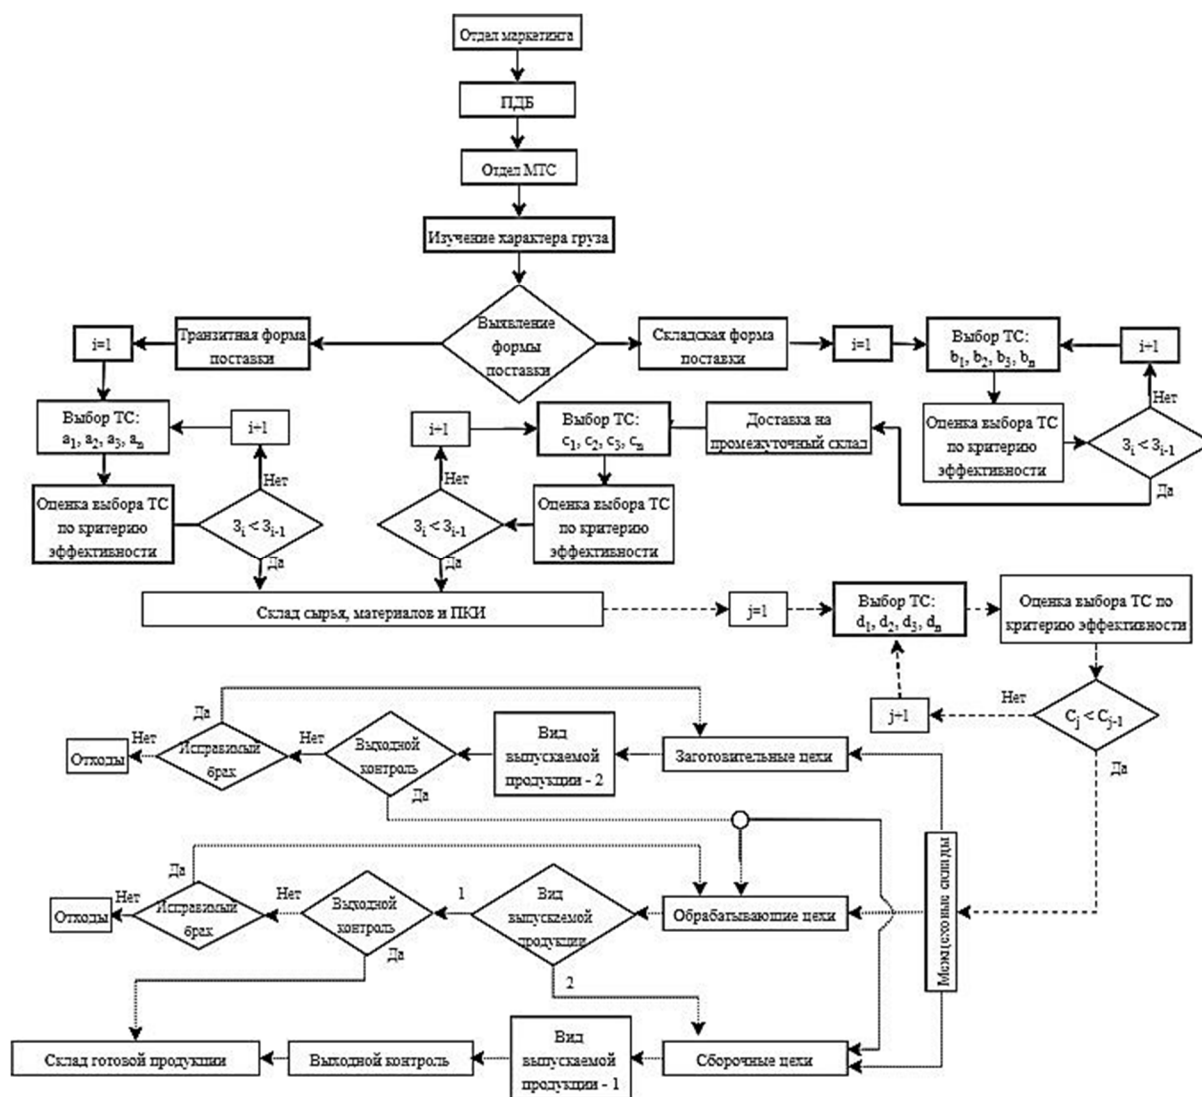 Отдел маркетинга
ПДБ
Отдел МТС
Изучение характера груза
Выявление
формы
поставки
Транзитная форма
поставки
i=1
Складская форма
поставки
i=1
Выбор ТС:
b₁, b₂, b₃, bₙ
i+1
Нет
Оценка выбора ТС
по критерию
эффективности
Зᵢ < Зᵢ₋₁
Да
Выбор ТС:
a₁, a₂, a₃, aₙ
i+1
Нет
Оценка выбора ТС
по критерию
эффективности
Зᵢ < Зᵢ₋₁
Да
i+1
Нет
Выбор ТС:
c₁, c₂, c₃, cₙ
Доставка на
промежуточный склад
Зᵢ < Зᵢ₋₁
Да
Оценка выбора ТС
по критерию
эффективности
Склад сырья, материалов и ПКИ
j=1
Выбор ТС:
d₁, d₂, d₃, dₙ
Оценка выбора ТС по
критерию эффективности
j+1
Нет
Cⱼ < Cⱼ₋₁
Да
Да
Отходы
Нет
Исправимый
брак
Нет
Выходной
контроль
Да
Вид
выпускаемой
продукции - 2
Заготовительные цехи
Межцеховые склады
Да
Отходы
Нет
Исправимый
брак
Нет
Выходной
контроль
Да
1
Вид
выпускаемой
продукции
2
Обрабатывающие цехи
Склад готовой продукции
Выходной контроль
Вид
выпускаемой
продукции - 1
Сборочные цехи